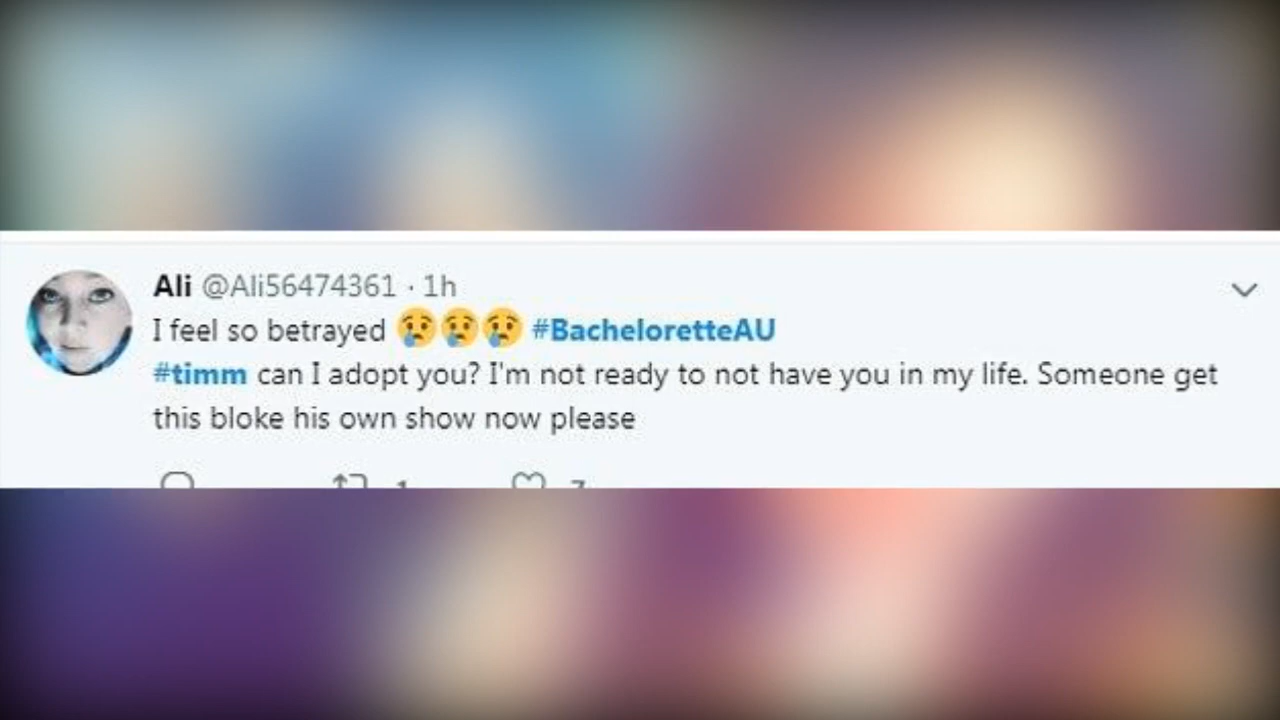 Ali @Ali56474361 · 1h
I feel so betrayed 😢😢😢 #BacheloretteAU
#timm can I adopt you? I'm not ready to not have you in my life. Someone get
this bloke his own show now please